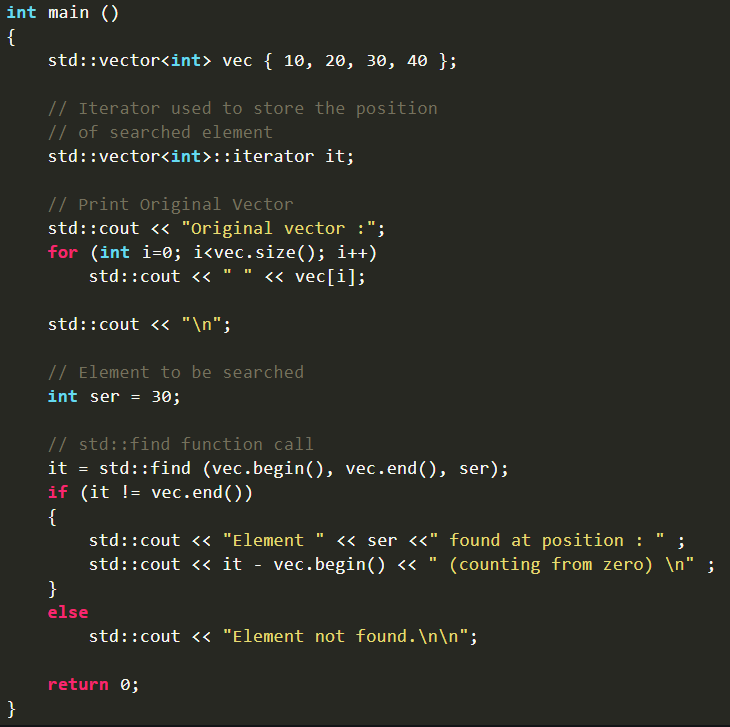 int main ()
{
    std::vector<int> vec { 10, 20, 30, 40 };

    // Iterator used to store the position
    // of searched element
    std::vector<int>::iterator it;

    // Print Original Vector
    std::cout << "Original vector :";
    for (int i=0; i<vec.size(); i++)
        std::cout << " " << vec[i];

    std::cout << "\n";

    // Element to be searched
    int ser = 30;

    // std::find function call
    it = std::find (vec.begin(), vec.end(), ser);
    if (it != vec.end())
    {
        std::cout << "Element " << ser <<" found at position : " ;
        std::cout << it - vec.begin() << " (counting from zero) \n" ;
    }
    else
        std::cout << "Element not found.\n\n";

    return 0;
}